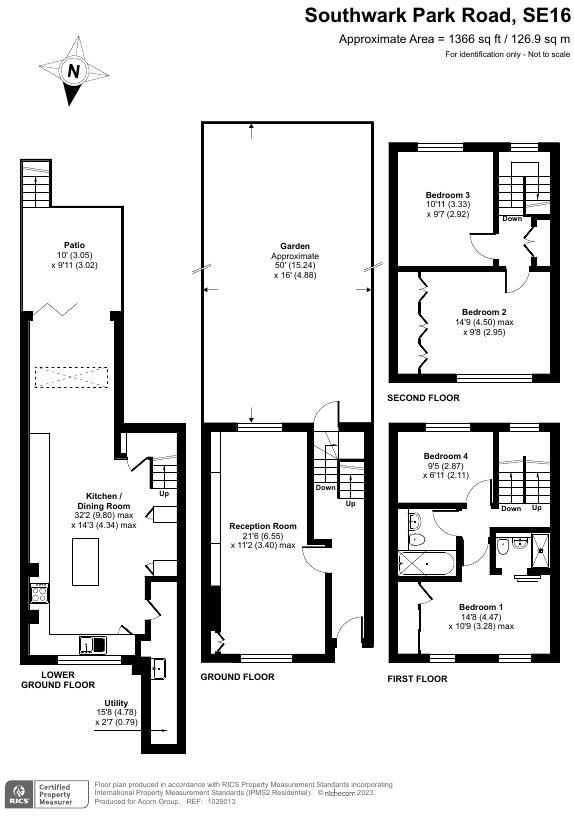 Southwark Park Road, SE16
Approximate Area = 1366 sq ft / 126.9 sq m
For identification only - Not to scale
N
Patio
10' (3.05)
x 9'11 (3.02)
Kitchen /
Dining Room
32'2 (9.80) max
x 14'3 (4.34) max
Up
LOWER
GROUND FLOOR
Utility
15'8 (4.78)
x 2'7 (0.79)
Garden
Approximate
50' (15.24)
x 16' (4.88)
Down
Up
Reception Room
21'6 (6.55)
x 11'2 (3.40) max
GROUND FLOOR
Bedroom 3
10'11 (3.33)
x 9'7 (2.92)
Down
Bedroom 2
14'9 (4.50) max
x 9'8 (2.95)
SECOND FLOOR
Bedroom 4
9'5 (2.87)
x 6'11 (2.11)
Down
Up
Bedroom 1
14'8 (4.47)
x 10'9 (3.28) max
FIRST FLOOR
RICS
Certified
Property
Measurer
Floor plan produced in accordance with RICS Property Measurement Standards incorporating
International Property Measurement Standards (IPMS2 Residential). © nichecom 2023.
Produced for Acorn Group. REF: 1029013